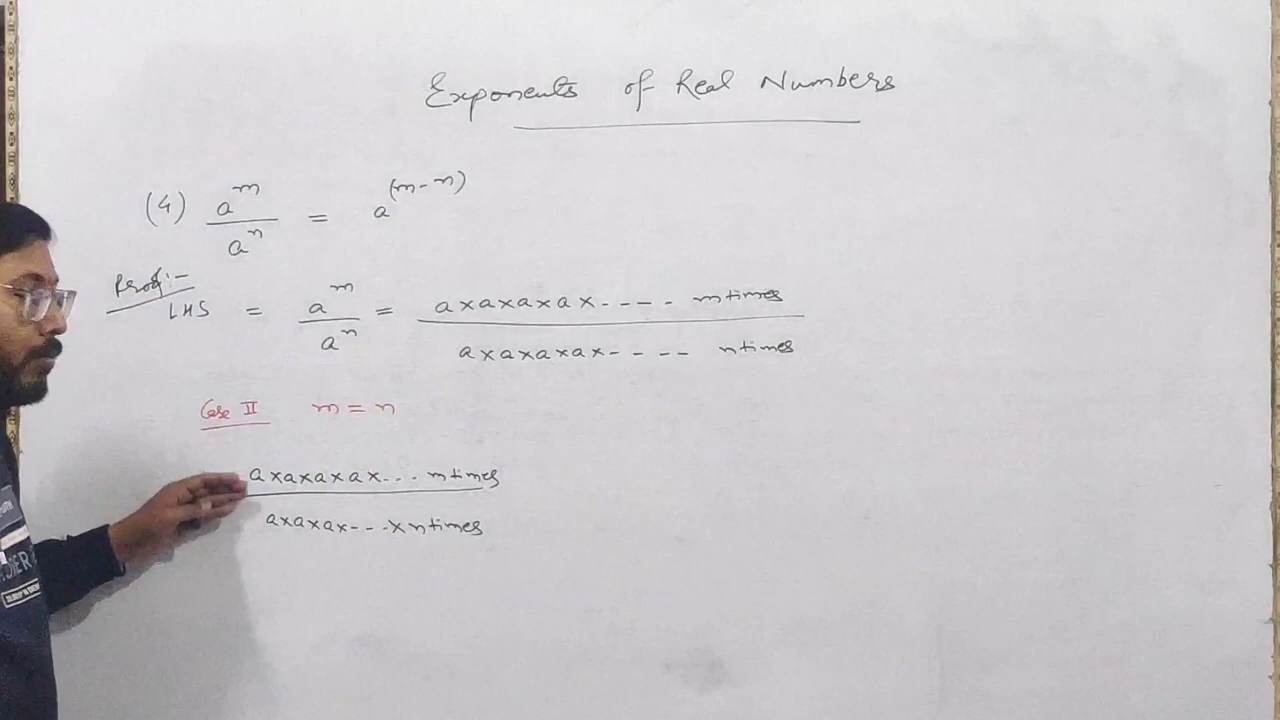 Exponents of Real Numbers
(4) a^m / a^n = a^(m-n)
Proof:-
LHS = a^m / a^n = a×a×a×a×---- m times / a×a×a×a×---- n times
Case II m = n
a×a×a×a×... m times / a×a×a×---.× n times